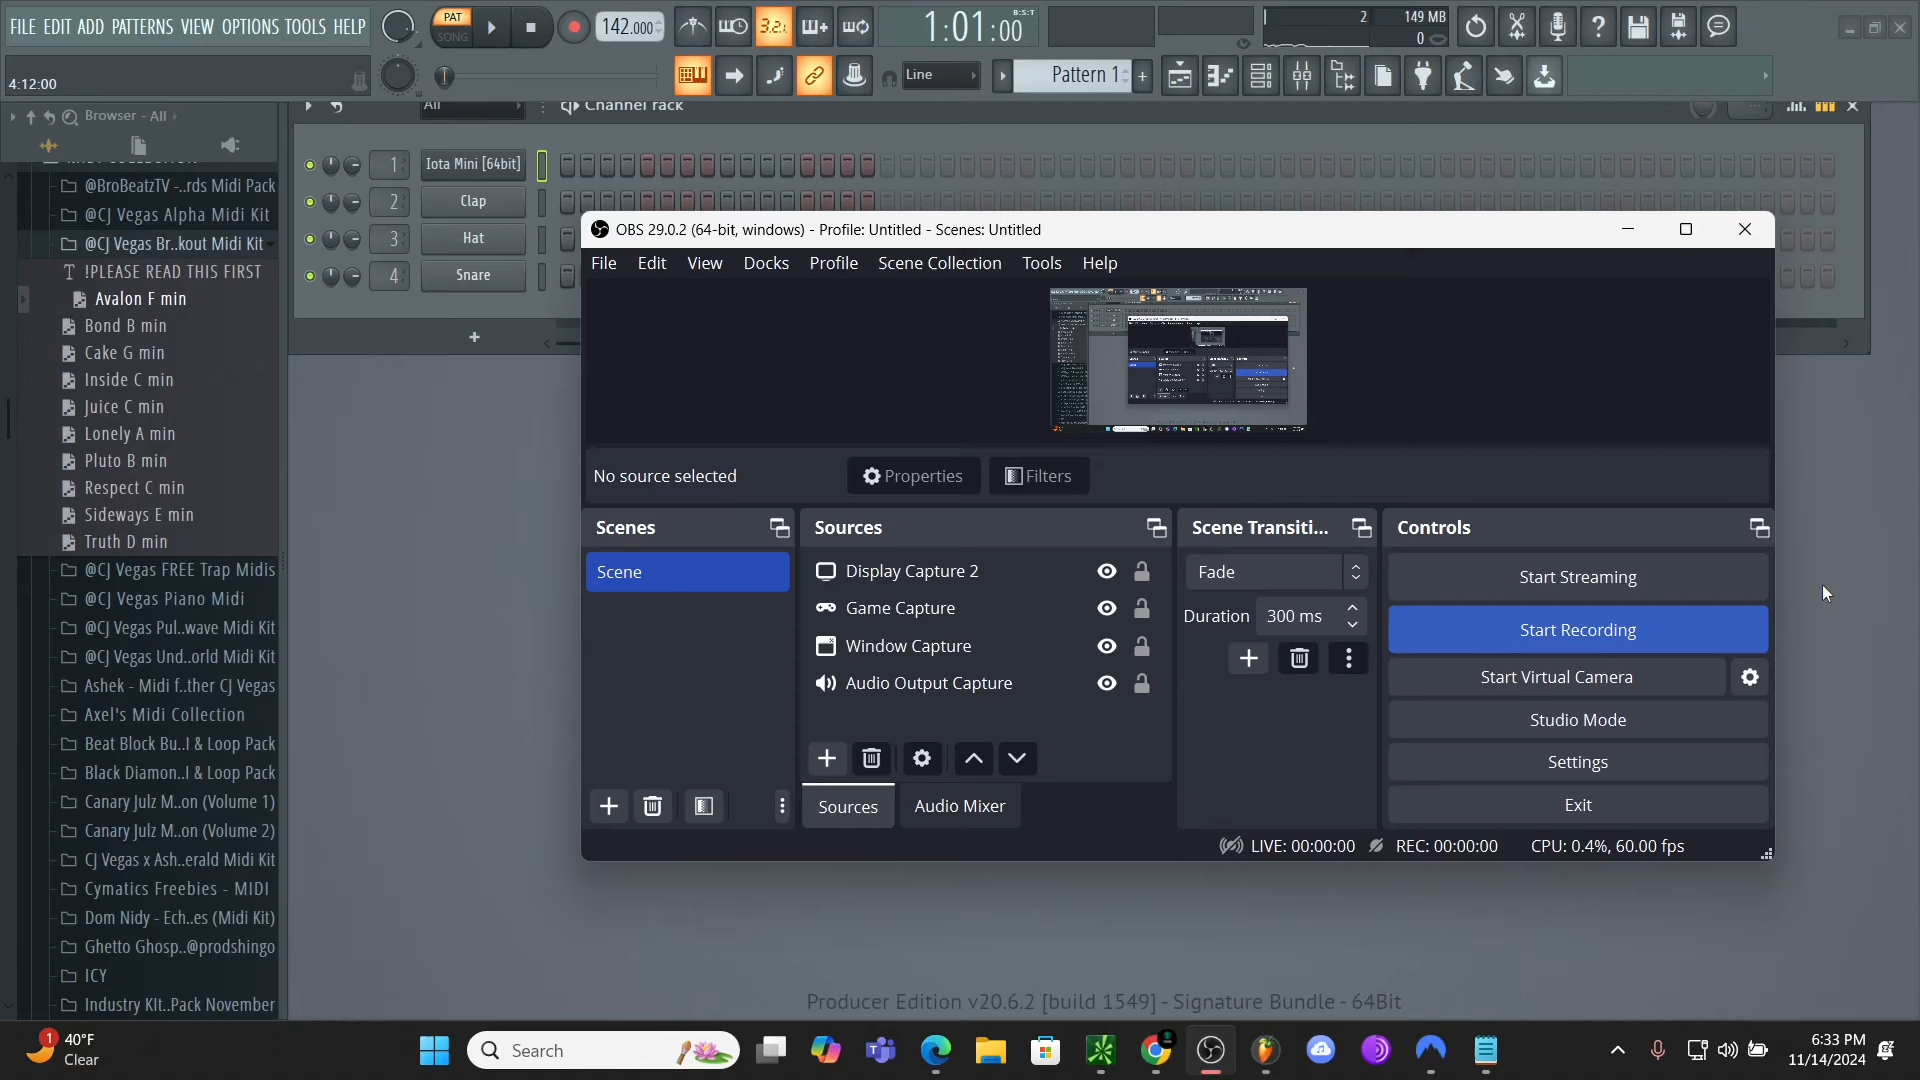 FILE EDIT ADD PATTERNS VIEW OPTIONS TOOLS HELP
PAT
SONG
142.000
3.2.1
1:01:00
B:S:T
2
149 MB
0
4:12:00
Line
Pattern 1
Browser - All
All
Channel rack
@BroBeatzTV -..rds Midi Pack
@CJ Vegas Alpha Midi Kit
@CJ Vegas Br..kout Midi Kit
!PLEASE READ THIS FIRST
Avalon F min
Bond B min
Cake G min
Inside C min
Juice C min
Lonely A min
Pluto B min
Respect C min
Sideways E min
Truth D min
@CJ Vegas FREE Trap Midis
@CJ Vegas Piano Midi
@CJ Vegas Pul..wave Midi Kit
@CJ Vegas Und..orld Midi Kit
Ashek - Midi f..ther CJ Vegas
Axel's Midi Collection
Beat Block Bu..I & Loop Pack
Black Diamon..I & Loop Pack
Canary Julz M..on (Volume 1)
Canary Julz M..on (Volume 2)
CJ Vegas x Ash..erald Midi Kit
Cymatics Freebies - MIDI
Dom Nidy - Ech..es (Midi Kit)
Ghetto Ghosp..@prodshingo
ICY
Industry KIt..Pack November
1 Iota Mini [64bit]
2 Clap
3 Hat
4 Snare
+
OBS 29.0.2 (64-bit, windows) - Profile: Untitled - Scenes: Untitled
File Edit View Docks Profile Scene Collection Tools Help
No source selected
Properties
Filters
Scenes
Scene
Sources
Display Capture 2
Game Capture
Window Capture
Audio Output Capture
Sources
Audio Mixer
Scene Transiti...
Fade
Duration 300 ms
Controls
Start Streaming
Start Recording
Start Virtual Camera
Studio Mode
Settings
Exit
LIVE: 00:00:00
REC: 00:00:00
CPU: 0.4%, 60.00 fps
Producer Edition v20.6.2 [build 1549] - Signature Bundle - 64Bit
1
40°F
Clear
Search
6:33 PM
11/14/2024